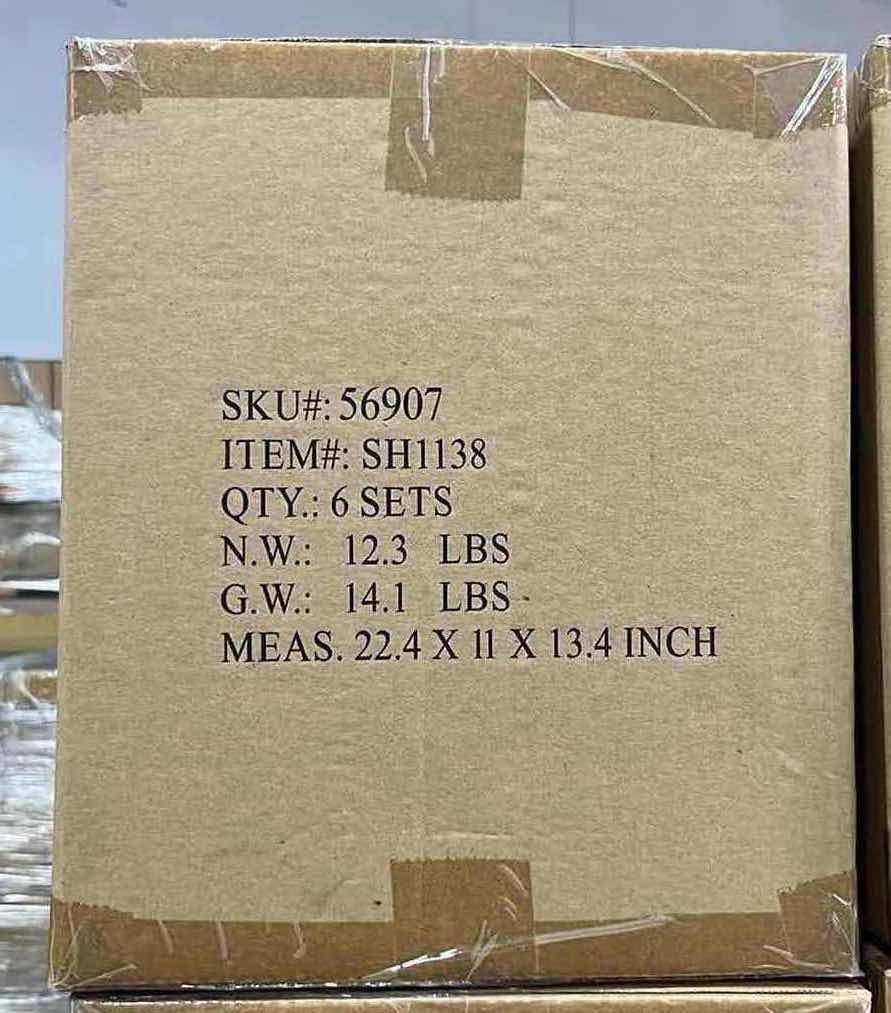 SKU#: 56907
ITEM#: SH1138
QTY.: 6 SETS
N.W.: 12.3 LBS
G.W.: 14.1 LBS
MEAS. 22.4 X 11 X 13.4 INCH